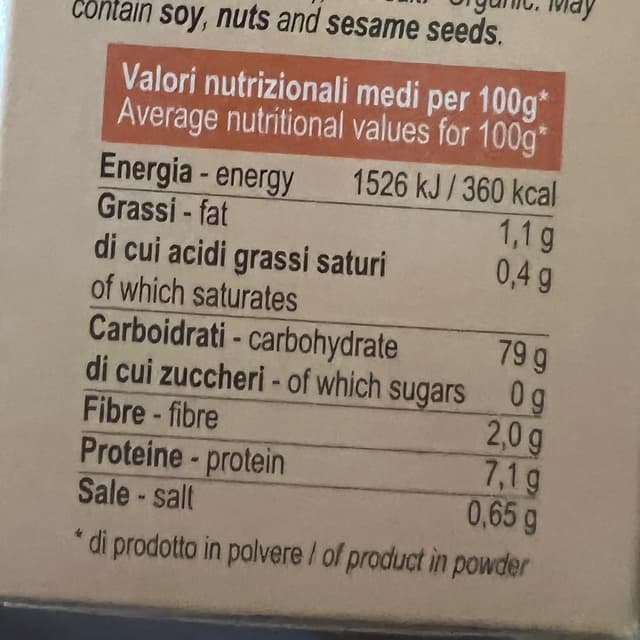 contain soy, nuts and sesame seeds.
Valori nutrizionali medi per 100g*
Average nutritional values for 100g*
Energia - energy 1526 kJ / 360 kcal
Grassi - fat 1,1 g
di cui acidi grassi saturi 0,4 g
of which saturates
Carboidrati - carbohydrate 79 g
di cui zuccheri - of which sugars 0 g
Fibre - fibre 2,0 g
Proteine - protein 7,1 g
Sale - salt 0,65 g
* di prodotto in polvere / of product in powder